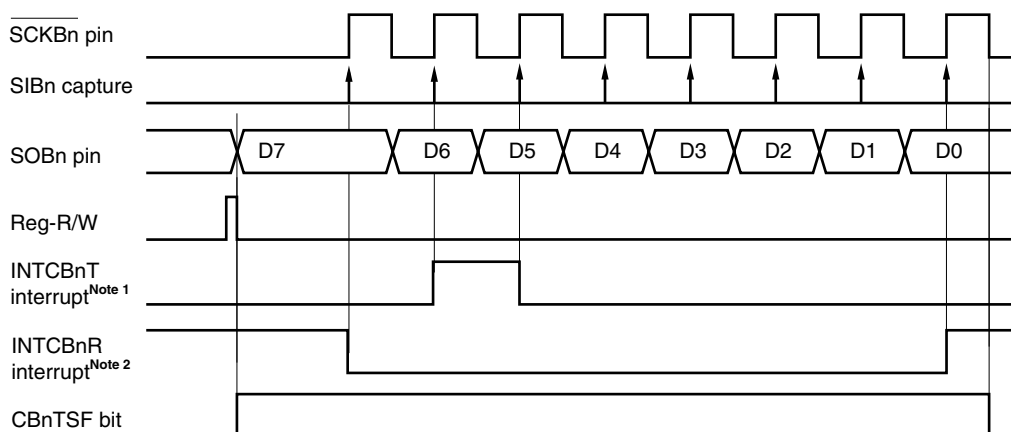 SCKBn pin
SIBn capture
SOBn pin D7 D6 D5 D4 D3 D2 D1 D0
Reg-R/W
INTCBnT
interruptNote 1
INTCBnR
interruptNote 2
CBnTSF bit